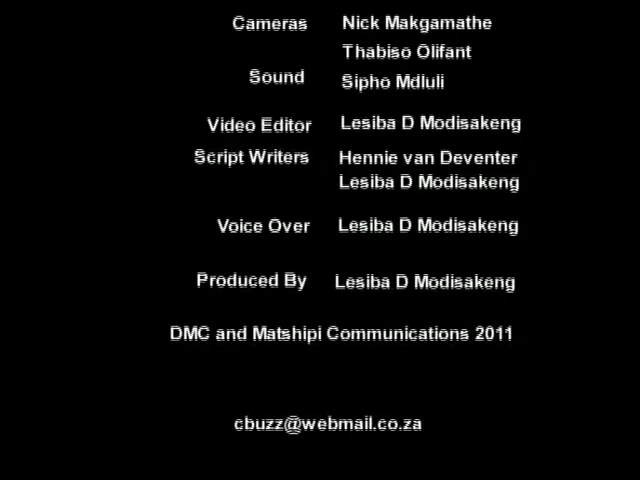 Cameras Nick Makgamathe
Thabiso Olifant
Sound Sipho Mdluli
Video Editor Lesiba D Modisakeng
Script Writers Hennie van Deventer
Lesiba D Modisakeng
Voice Over Lesiba D Modisakeng
Produced By Lesiba D Modisakeng
DMC and Matshipi Communications 2011
cbuzz@webmail.co.za